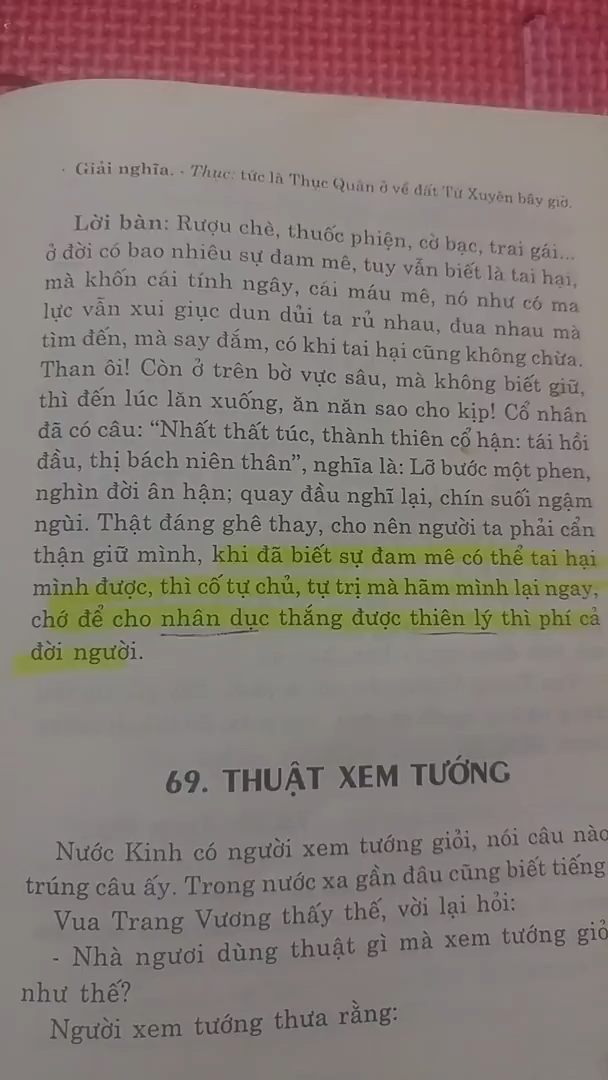 Giải nghĩa. - Thục: tức là Thục Quân ở về đất Tứ Xuyên bây giờ.
Lời bàn: Rượu chè, thuốc phiện, cờ bạc, trai gái...
ở đời có bao nhiêu sự đam mê, tuy vẫn biết là tai hại,
mà khốn cái tính ngây, cái máu mê, nó như có ma
lực vẫn xui giục dun dủi ta rủ nhau, đua nhau mà
tìm đến, mà say đắm, có khi tai hại cũng không chừa.
Than ôi! Còn ở trên bờ vực sâu, mà không biết giữ,
thì đến lúc lăn xuống, ăn năn sao cho kịp! Cổ nhân
đã có câu: “Nhất thất túc, thành thiên cổ hận: tái hồi
đầu, thị bách niên thân”, nghĩa là: Lỡ bước một phen,
nghìn đời ân hận; quay đầu nghĩ lại, chín suối ngậm
ngùi. Thật đáng ghê thay, cho nên người ta phải cẩn
thận giữ mình, khi đã biết sự đam mê có thể tai hại
mình được, thì cố tự chủ, tự trị mà hãm mình lại ngay,
chớ để cho nhân dục thắng được thiên lý thì phí cả
đời người.
69. THUẬT XEM TƯỚNG
Nước Kinh có người xem tướng giỏi, nói câu nào
trúng câu ấy. Trong nước xa gần đâu cũng biết tiếng
Vua Trang Vương thấy thế, vời lại hỏi:
- Nhà ngươi dùng thuật gì mà xem tướng giỏ
như thế?
Người xem tướng thưa rằng: